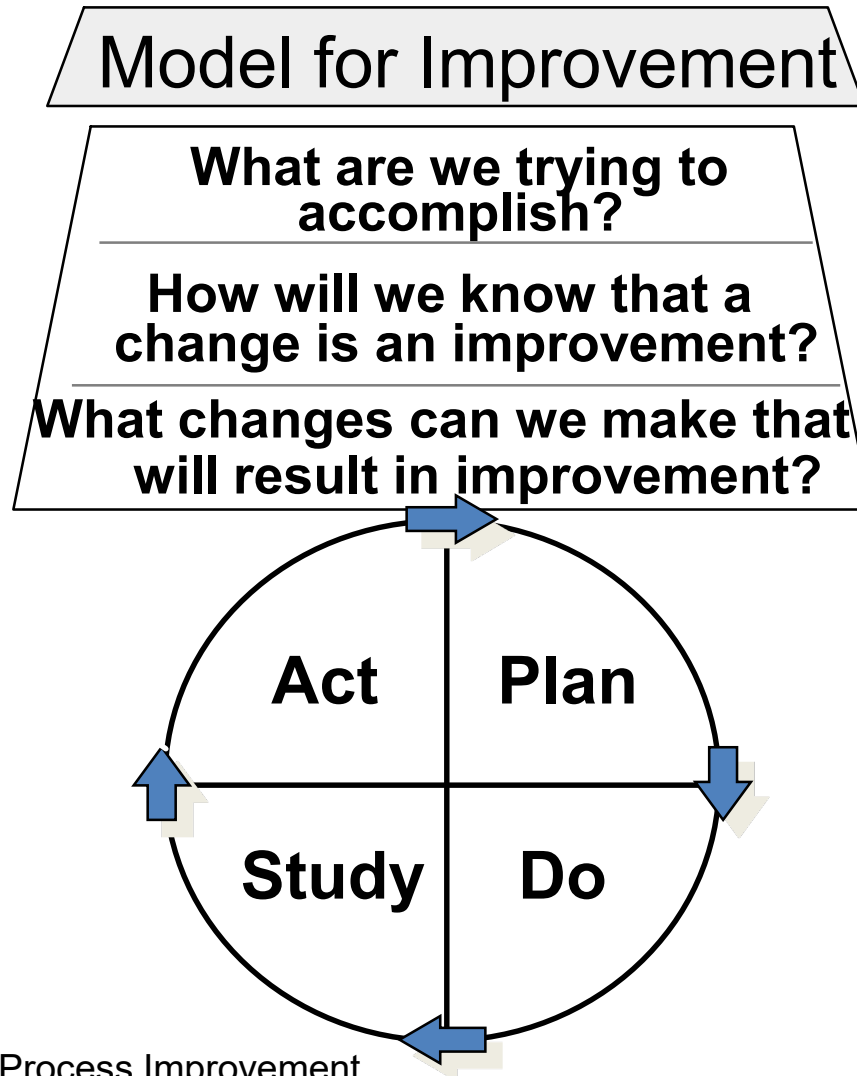 Model for Improvement
What are we trying to
accomplish?
How will we know that a
change is an improvement?
What changes can we make that
will result in improvement?
Act
Plan
Study
Do
Process Improvement